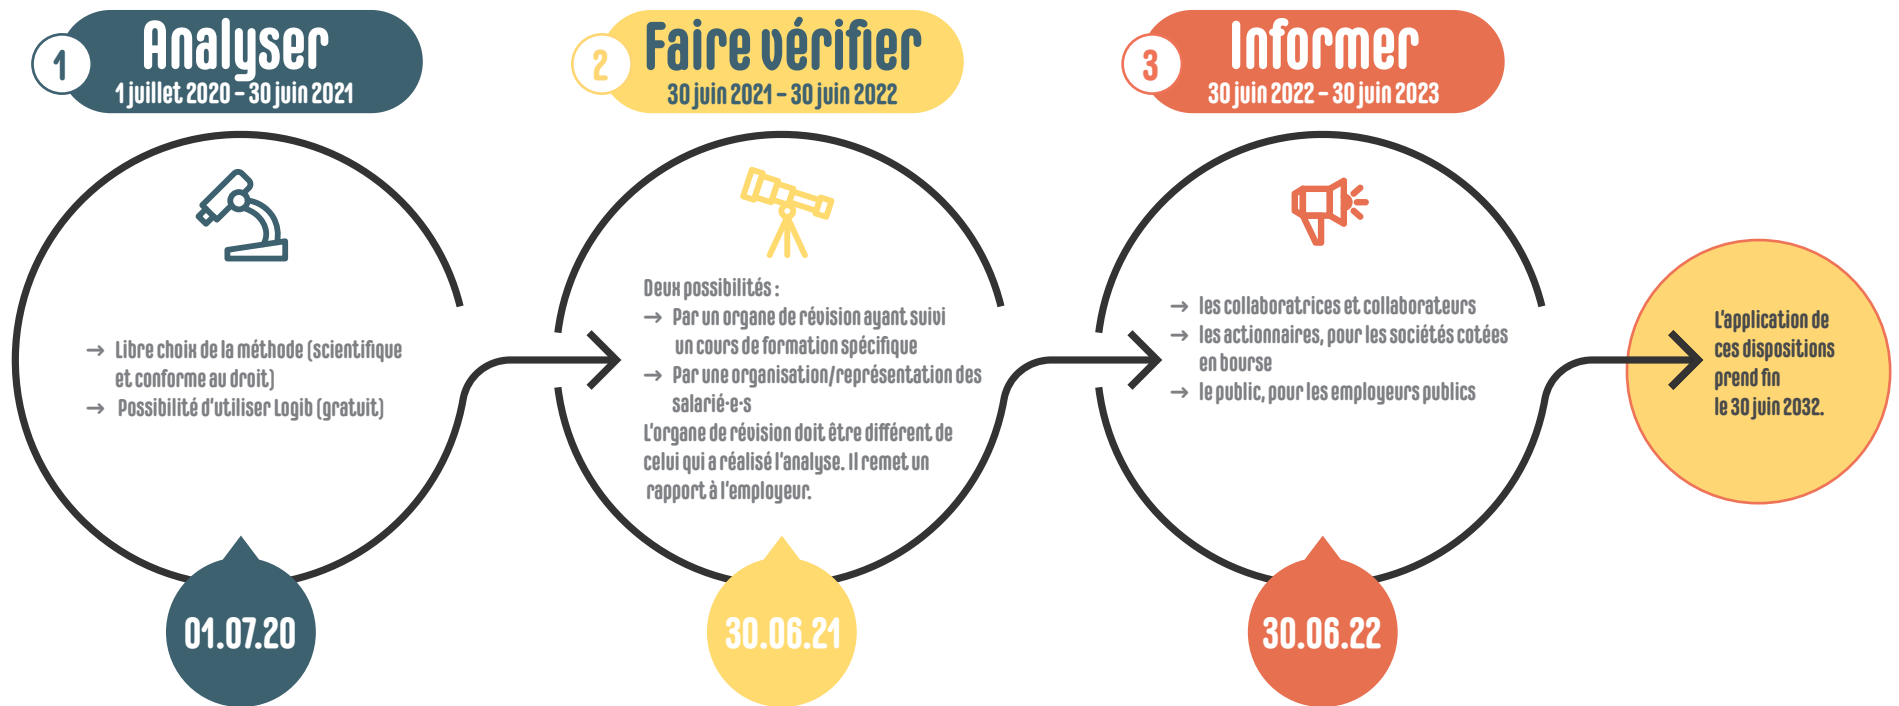 1
Analyser
1 juillet 2020 – 30 juin 2021
→ Libre choix de la méthode (scientifique
et conforme au droit)
→ Possibilité d'utiliser Logib (gratuit)
01.07.20
2
Faire vérifier
30 juin 2021 – 30 juin 2022
Deux possibilités :
→ Par un organe de révision ayant suivi
un cours de formation spécifique
→ Par une organisation/représentation des
salarié·e·s
L'organe de révision doit être différent de
celui qui a réalisé l'analyse. Il remet un
rapport à l'employeur.
30.06.21
3
Informer
30 juin 2022 – 30 juin 2023
→ les collaboratrices et collaborateurs
→ les actionnaires, pour les sociétés cotées
en bourse
→ le public, pour les employeurs publics
30.06.22
L'application de
ces dispositions
prend fin
le 30 juin 2032.